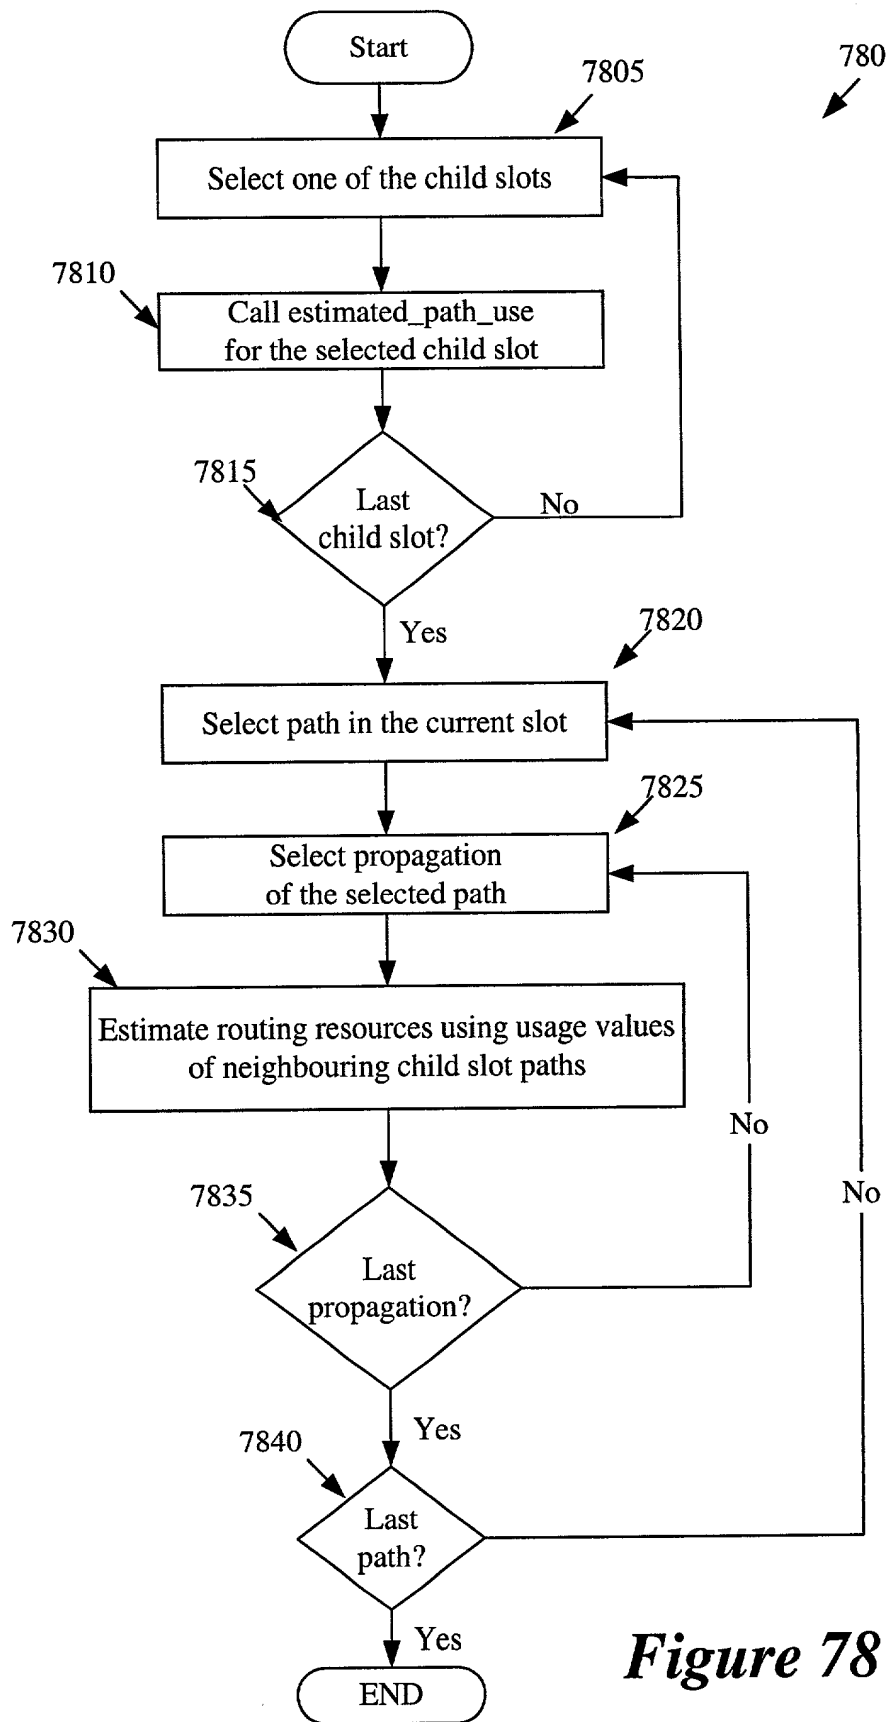 Start
780
7805
Select one of the child slots
7810
Call estimated_path_use
for the selected child slot
7815
Last
child slot?
No
Yes
7820
Select path in the current slot
7825
Select propagation
of the selected path
7830
Estimate routing resources using usage values
of neighbouring child slot paths
No
No
7835
Last
propagation?
Yes
7840
Last
path?
Yes
Figure 78
END